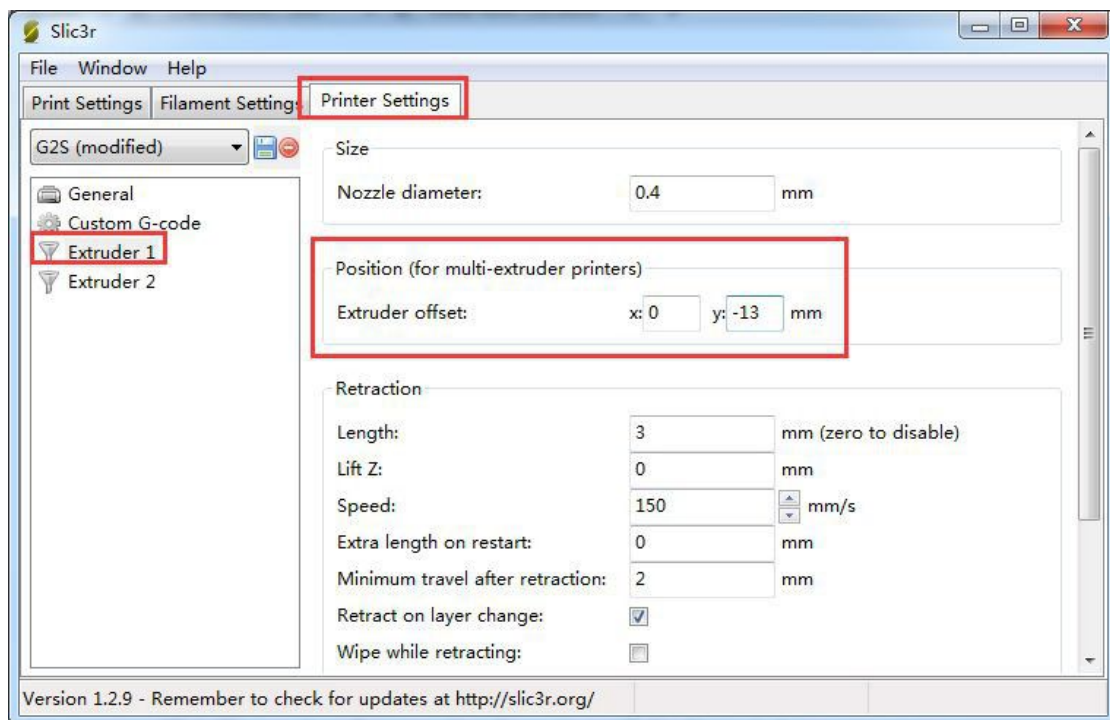 Slic3r
File Window Help
Print Settings Filament Settings Printer Settings
G2S (modified)
General
Custom G-code
Extruder 1
Extruder 2
Size
Nozzle diameter: 0.4 mm
Position (for multi-extruder printers)
Extruder offset: x: 0 y: -13 mm
Retraction
Length: 3 mm (zero to disable)
Lift Z: 0 mm
Speed: 150 mm/s
Extra length on restart: 0 mm
Minimum travel after retraction: 2 mm
Retract on layer change:
Wipe while retracting:
Version 1.2.9 - Remember to check for updates at http://slic3r.org/